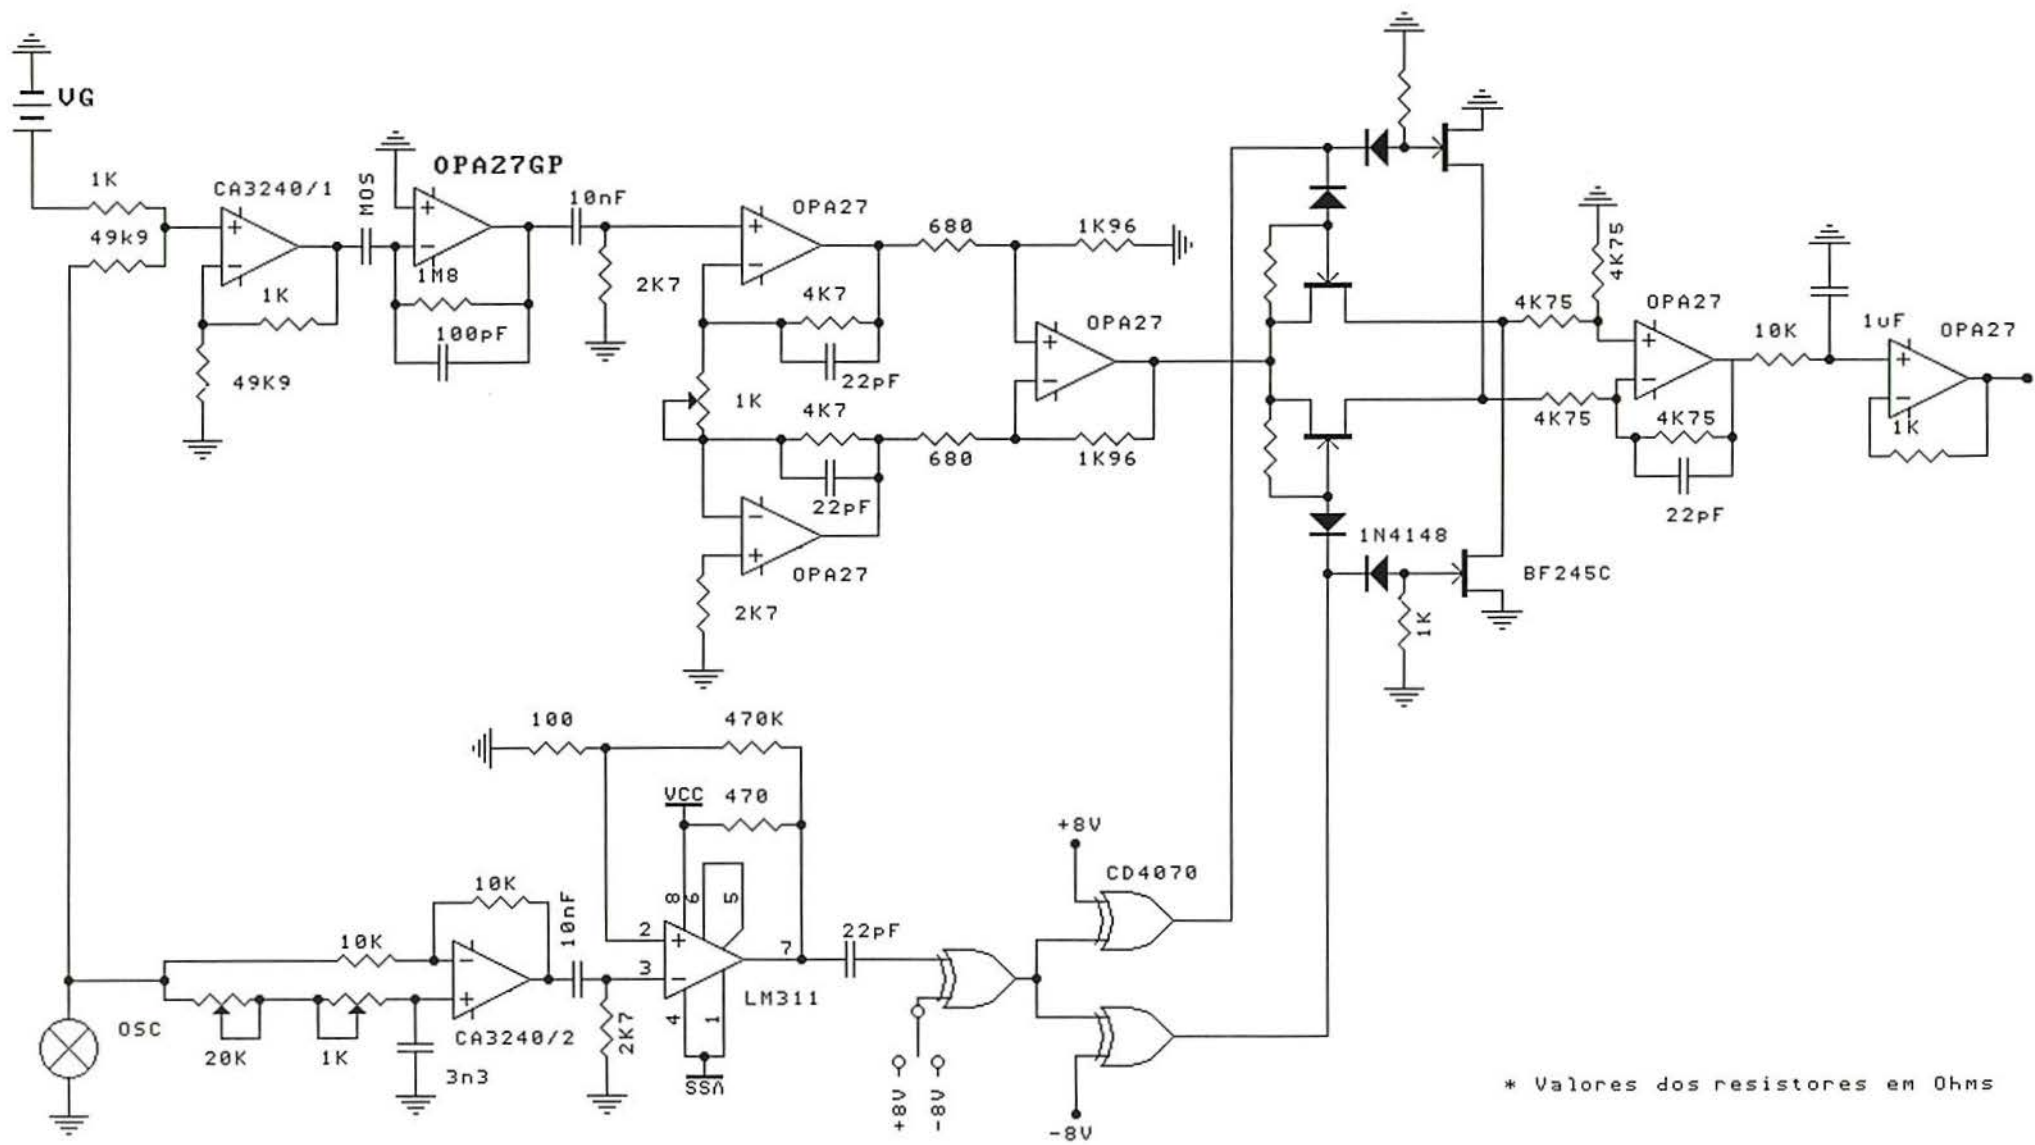 VG
1K
49k9
CA3240/1
1K
49K9
MOS
OPA27GP
1M8
100pF
10nF
2K7
OPA27
4K7
22pF
1K
4K7
22pF
OPA27
2K7
680
1K96
OPA27
680
1K96
1N4148
BF245C
1K
4K75
4K75
OPA27
4K75
4K75
22pF
10K
1uF
OPA27
1K
100
470K
VCC
470
8
6
5
2
3
7
4
1
LM311
VSS
22pF
10K
10K
10nF
CA3240/2
2K7
OSC
20K
1K
3n3
+8V
CD4070
+8V
-8V
-8V
* Valores dos resistores em Ohms